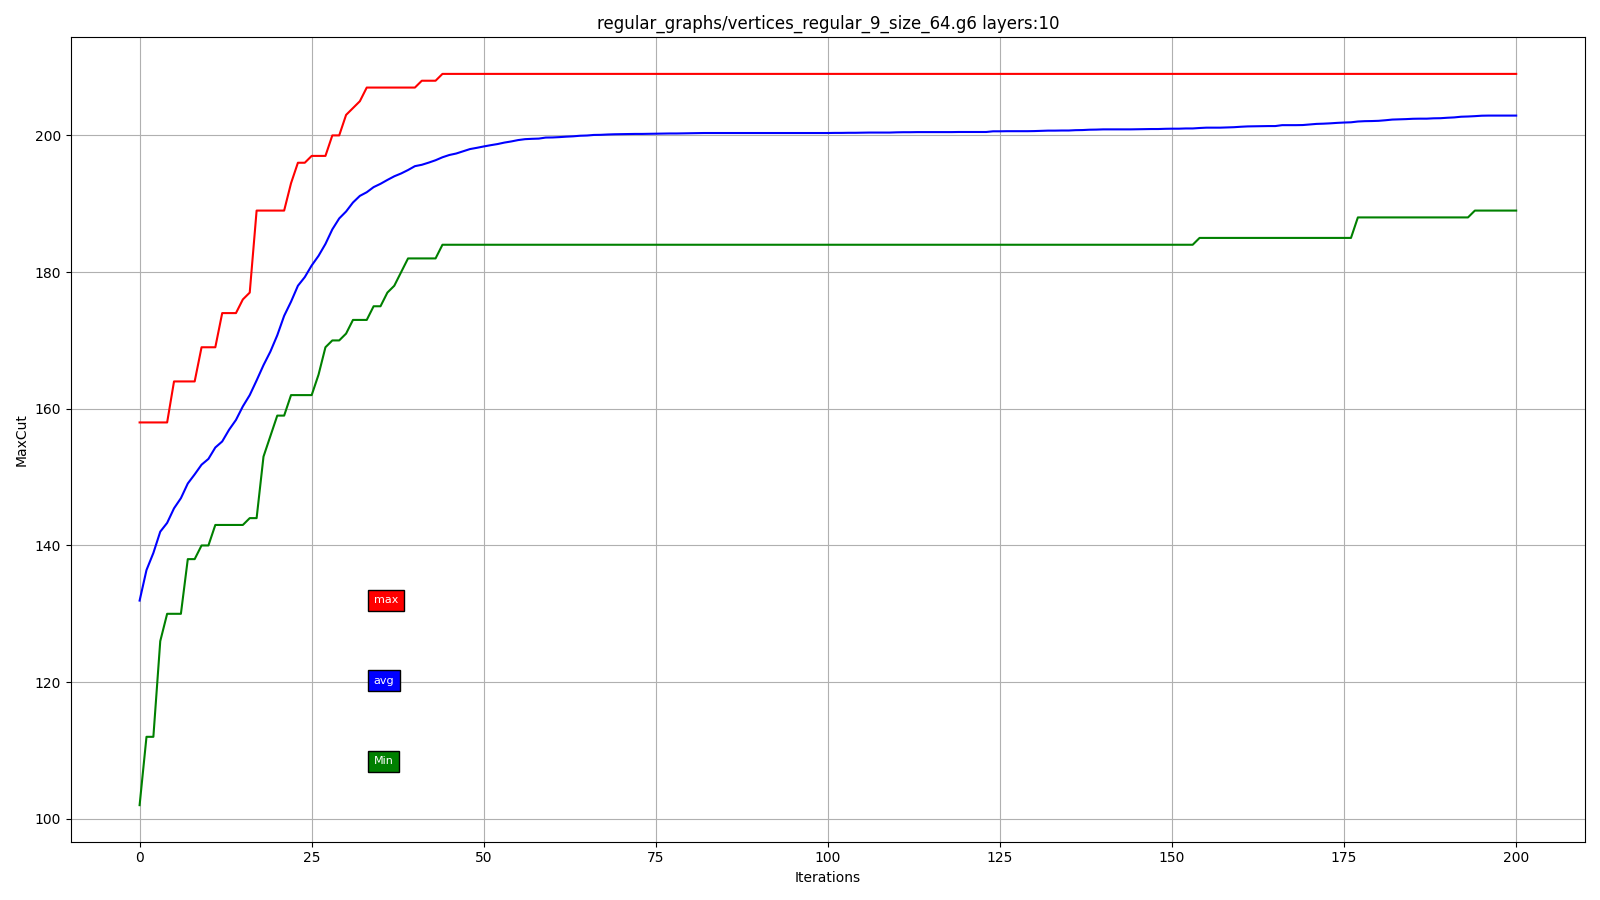 regular_graphs/vertices_regular_9_size_64.g6 layers:10
MaxCut
200
180
160
140
120
100
max
avg
Min
0 25 50 75 100 125 150 175 200
Iterations